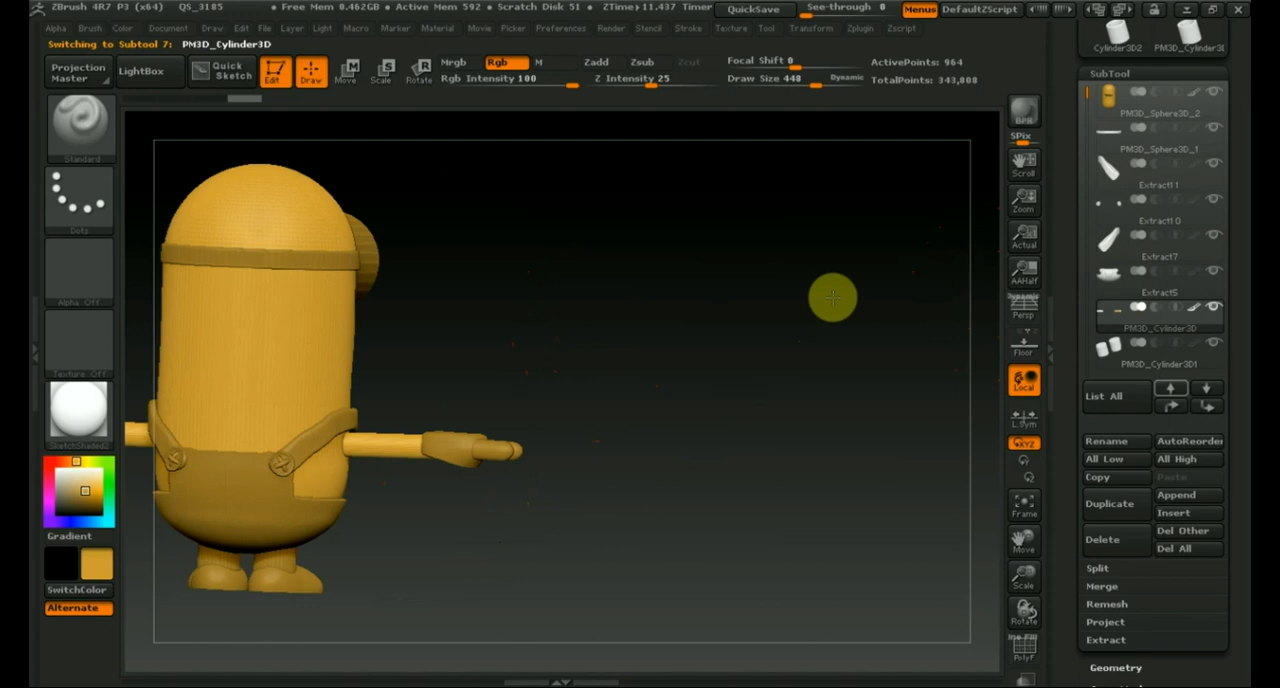 ZBrush 4R7 P3 (x64) QS_3185 • Free Mem 0.462GB • Active Mem 592 • Scratch Disk 51 • ZTime▶11.437 Timer QuickSave See-through 0 Menus DefaultZScript
Alpha Brush Color Document Draw Edit File Layer Light Macro Marker Material Movie Picker Preferences Render Stencil Stroke Texture Tool Transform Zplugin Zscript
Switching to Subtool 7: PM3D_Cylinder3D
Projection Master
LightBox
Quick Sketch
Edit
Draw
Move
Scale
Rotate
Mrgb Rgb M
Rgb Intensity 100
Zadd Zsub Zcut
Z Intensity 25
Focal Shift 0
Draw Size 448 Dynamic
ActivePoints: 964
TotalPoints: 343,808
Standard
Dots
Alpha Off
Texture Off
Gradient
SwitchColor
Alternate
BPR
SPix
Scroll
Zoom
Actual
AAHalf
Dynamic
Persp
Floor
Local
L.Sym
XYZ
Frame
Move
Scale
Rotate
PolyF
Cylinder3D2
SubTool
PM3D_Sphere3D_2
PM3D_Sphere3D_1
Extract11
Extract10
Extract7
Extract5
PM3D_Cylinder3D
PM3D_Cylinder3D1
List All
Rename AutoReorder
All Low All High
Copy Paste
Duplicate Append
Insert
Delete Del Other
Del All
Split
Merge
Remesh
Project
Extract
Geometry